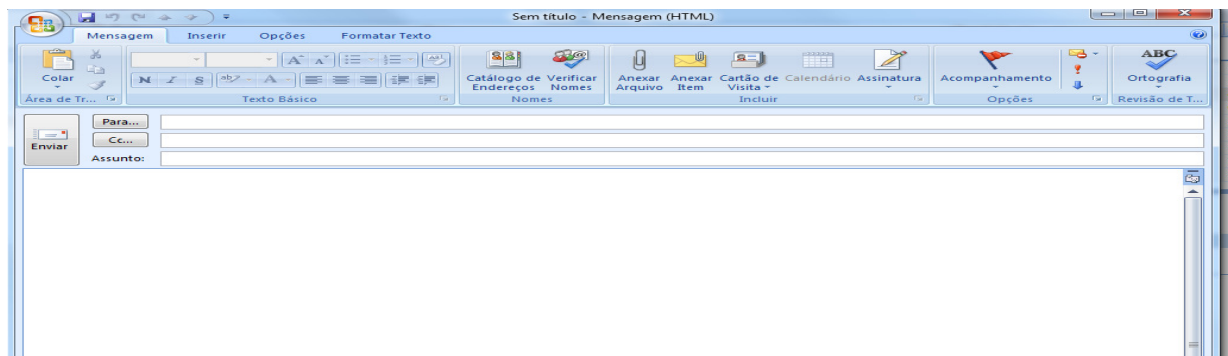 Sem título - Mensagem (HTML)
Mensagem Inserir Opções Formatar Texto
Colar
N I S ab A
Catálogo de Endereços Verificar Nomes Anexar Arquivo Anexar Item Cartão de Visita Calendário Assinatura Acompanhamento ABC Ortografia
Área de Tr... Texto Básico Nomes Incluir Opções Revisão de T...
Para...
Cc...
Enviar
Assunto: